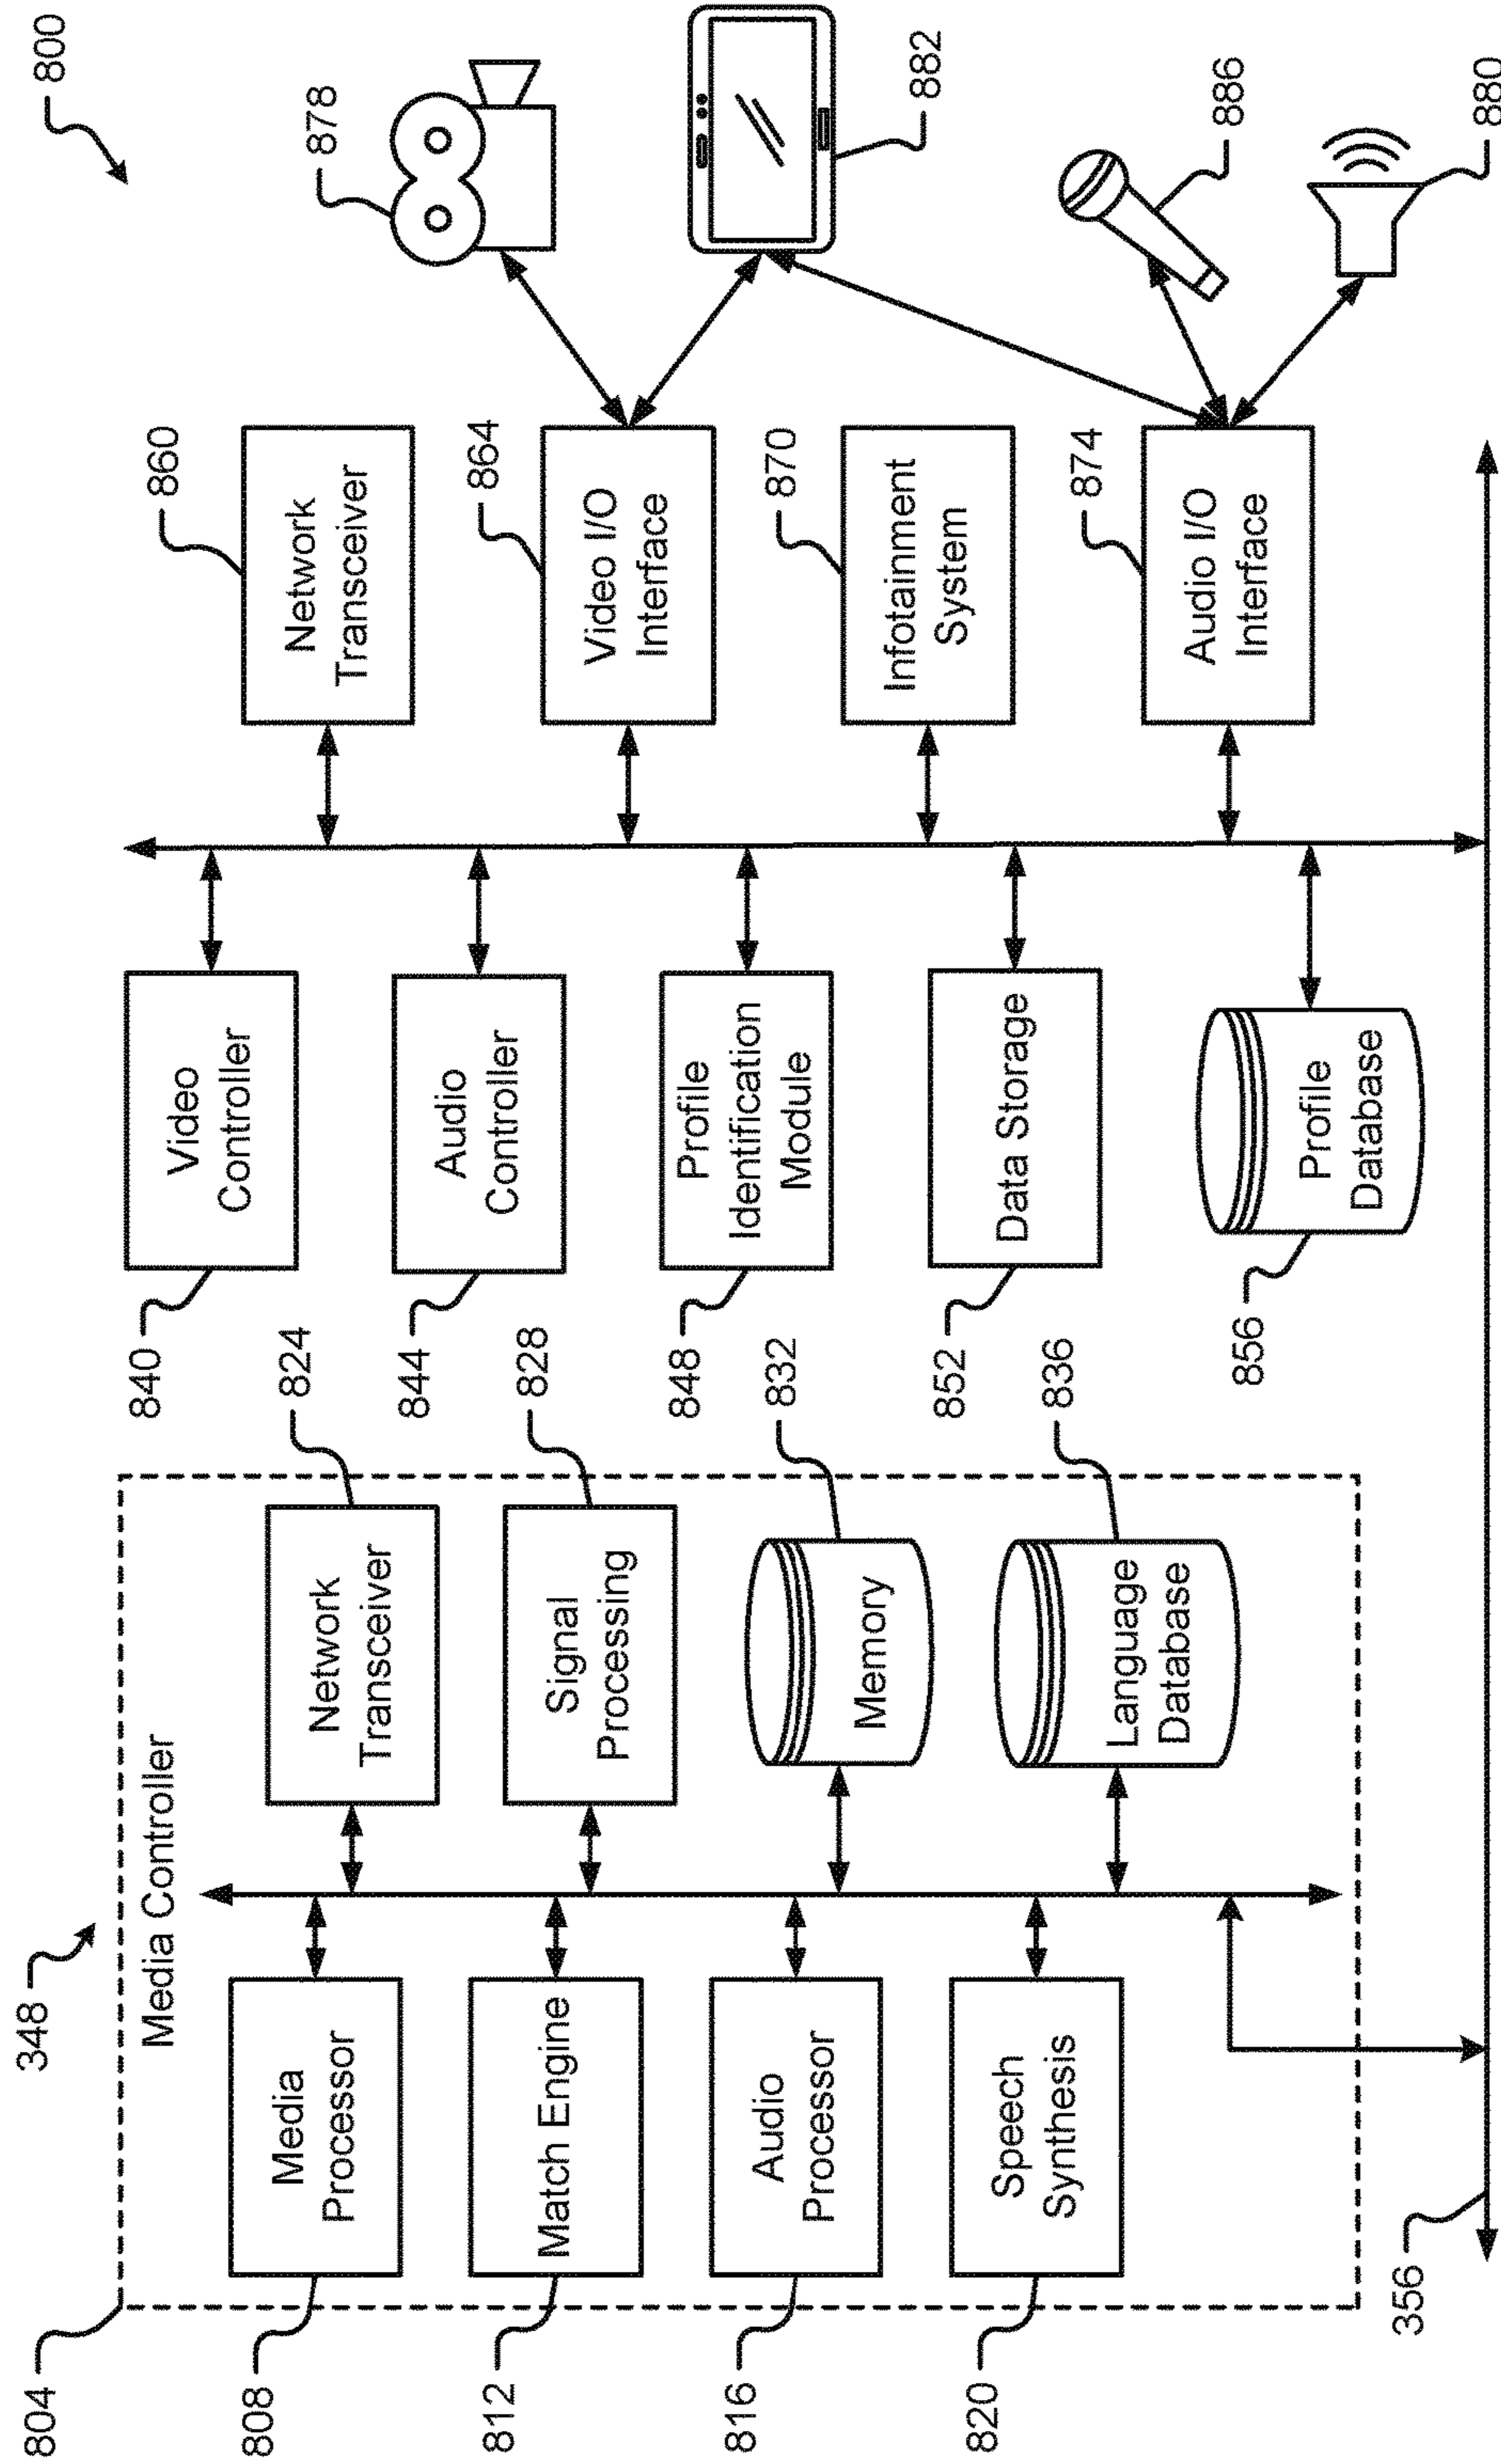 800
348
804
Media Controller
808
Media
Processor
812
Match Engine
816
Audio
Processor
820
Speech
Synthesis
824
Network
Transceiver
828
Signal
Processing
832
Memory
836
Language
Database
840
Video
Controller
844
Audio
Controller
848
Profile
Identification
Module
852
Data Storage
856
Profile
Database
860
Network
Transceiver
864
Video I/O
Interface
870
Infotainment
System
874
Audio I/O
Interface
878
882
886
880
356